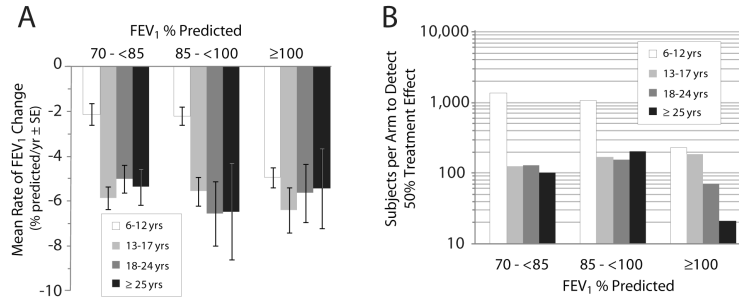 A
FEV1 % Predicted
70 - <85
85 - <100
≥100
0
-2
-4
-6
-8
-10
Mean Rate of FEV1 Change
(% predicted/yr ± SE)
6-12 yrs
13-17 yrs
18-24 yrs
≥ 25 yrs
B
10,000
1,000
100
10
Subjects per Arm to Detect
50% Treatment Effect
6-12 yrs
13-17 yrs
18-24 yrs
≥ 25 yrs
70 - <85
85 - <100
≥100
FEV1 % Predicted